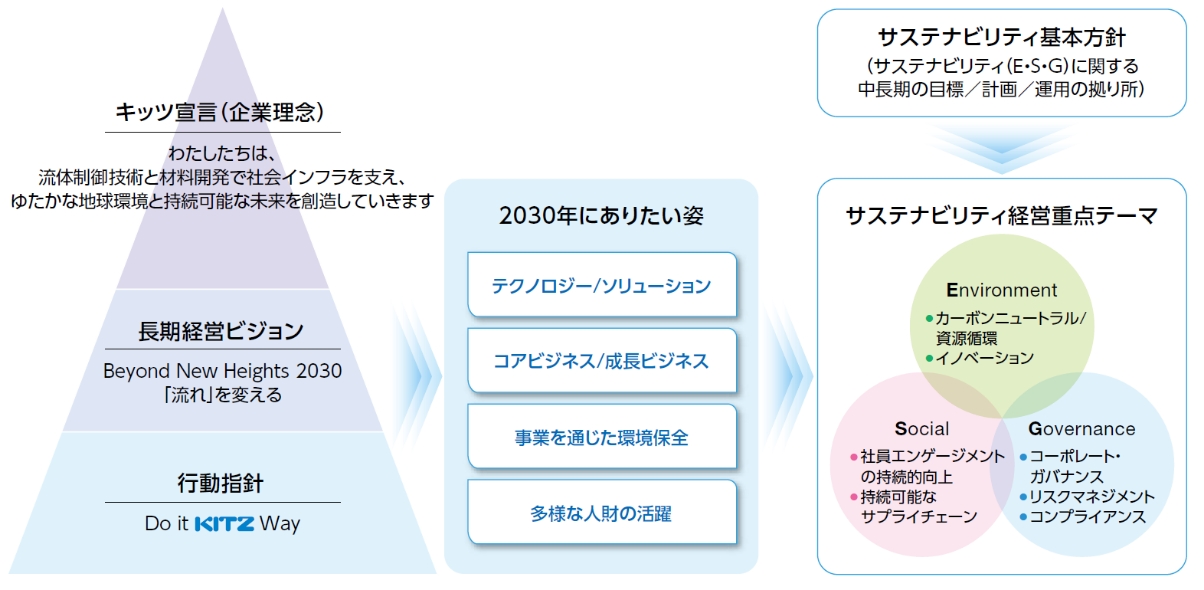 キッツ宣言（企業理念）
わたしたちは、
流体制御技術と材料開発で社会インフラを支え、
ゆたかな地球環境と持続可能な未来を創造していきます
長期経営ビジョン
Beyond New Heights 2030
「流れ」を変える
行動指針
Do it KITZ Way
2030年にありたい姿
テクノロジー/ソリューション
コアビジネス/成長ビジネス
事業を通じた環境保全
多様な人財の活躍
サステナビリティ基本方針
（サステナビリティ（E・S・G）に関する
中長期の目標／計画／運用の拠り所）
サステナビリティ経営重点テーマ
Environment
●カーボンニュートラル/
資源循環
●イノベーション
Social
●社員エンゲージメント
の持続的向上
●持続可能な
サプライチェーン
Governance
●コーポレート・
ガバナンス
●リスクマネジメント
●コンプライアンス